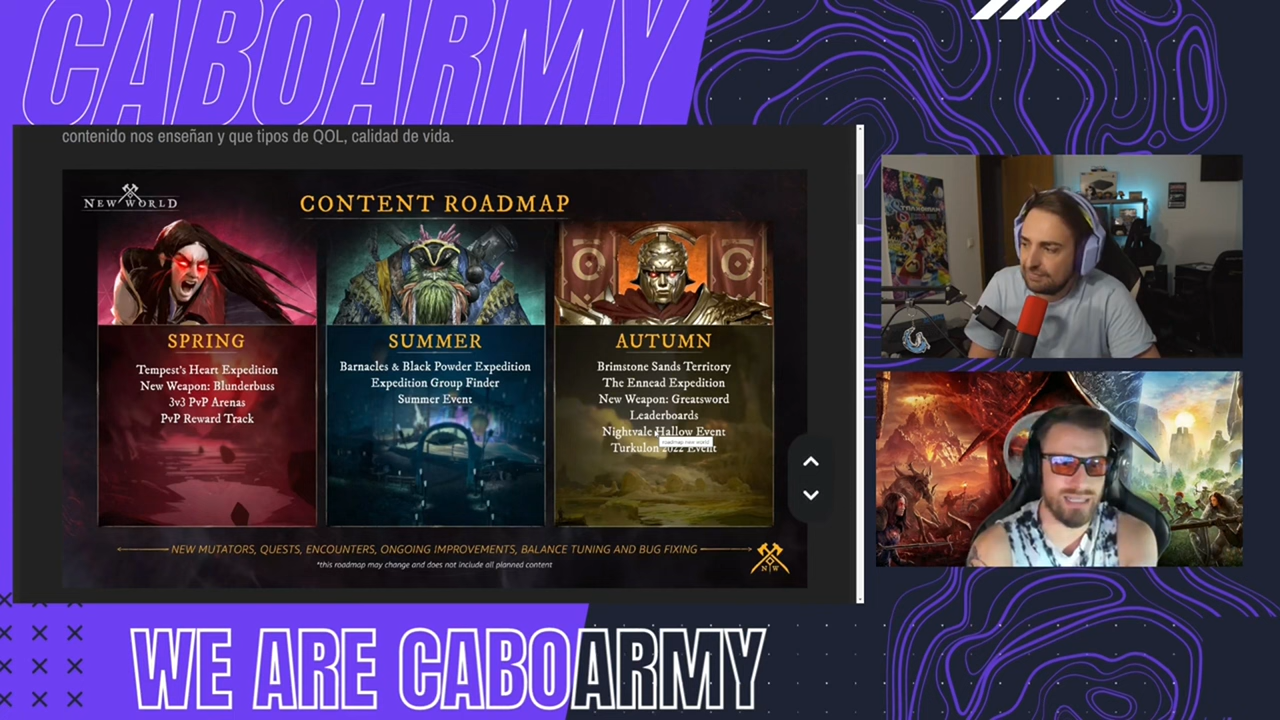 CABOARMY
contenido nos enseñan y que tipos de QOL, calidad de vida.
NEW WORLD
CONTENT ROADMAP
SPRING
Tempest's Heart Expedition
New Weapon: Blunderbuss
3v3 PvP Arenas
PvP Reward Track
SUMMER
Barnacles & Black Powder Expedition
Expedition Group Finder
Summer Event
AUTUMN
Brimstone Sands Territory
The Ennead Expedition
New Weapon: Greatsword
Leaderboards
Nightvale Hallow Event
roadmap new world
Turkulon 2022 Event
NEW MUTATORS, QUESTS, ENCOUNTERS, ONGOING IMPROVEMENTS, BALANCE TUNING AND BUG FIXING
*this roadmap may change and does not include all planned content
N W
WE ARE CABOARMY